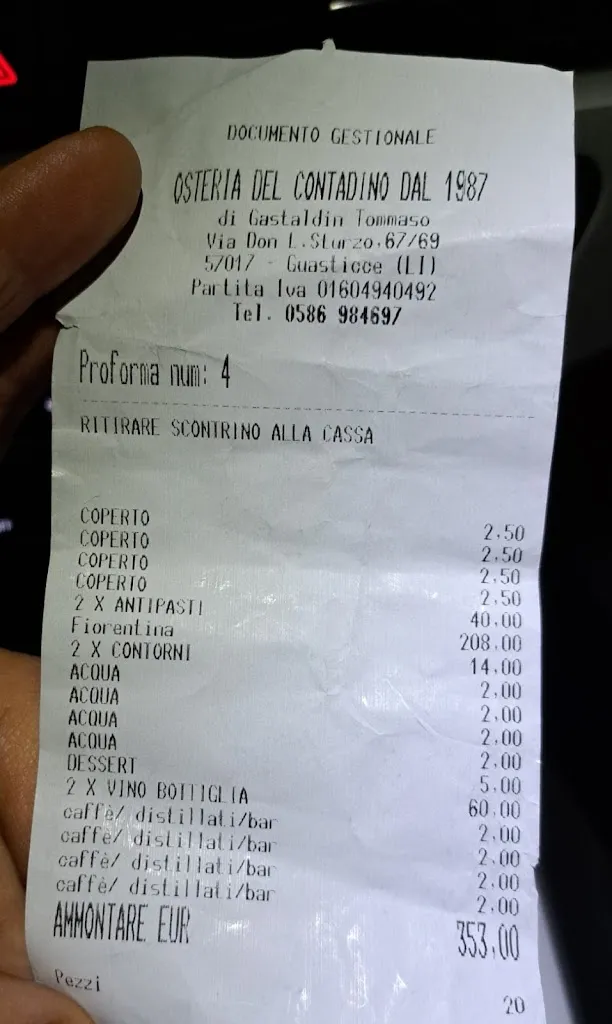 DOCUMENTO GESTIONALE
OSTERIA DEL CONTADINO DAL 1987
di Gastaldin Tommaso
Via Don L.Sturzo,67/69
57017 - Guasticce (LI)
Partita Iva 01604940492
Tel. 0586 984697
Proforma num: 4
RITIRARE SCONTRINO ALLA CASSA
COPERTO 2,50
COPERTO 2,50
COPERTO 2,50
COPERTO 2,50
2 X ANTIPASTI 40,00
Fiorentina 208,00
2 X CONTORNI 14,00
ACQUA 2,00
ACQUA 2,00
ACQUA 2,00
ACQUA 2,00
DESSERT 5,00
2 X VINO BOTTIGLIA 60,00
caffè/ distillati/bar 2,00
caffè/ distillati/bar 2,00
caffè/ distillati/bar 2,00
caffè/ distillati/bar 2,00
AMMONTARE EUR 353,00
Pezzi 20